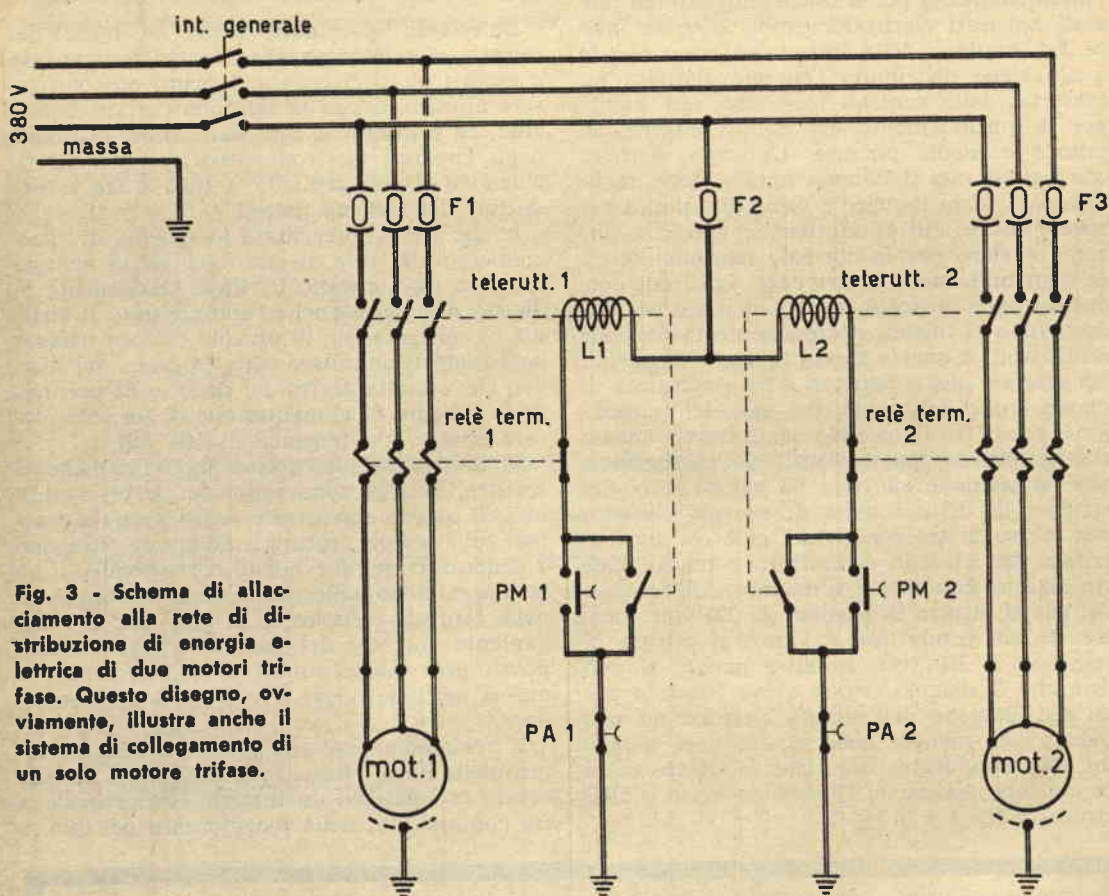 int. generale
380 V
massa
F1
F2
F3
telerutt. 1
telerutt. 2
L1
L2
relè term.
1
relè term.
2
PM 1
PM 2
Fig. 3 - Schema di allac-
ciamento alla rete di di-
stribuzione di energia e-
lettrica di due motori tri-
fase. Questo disegno, ov-
viamente, illustra anche il
sistema di collegamento di
un solo motore trifase.
PA 1
PA 2
mot.1
mot.2